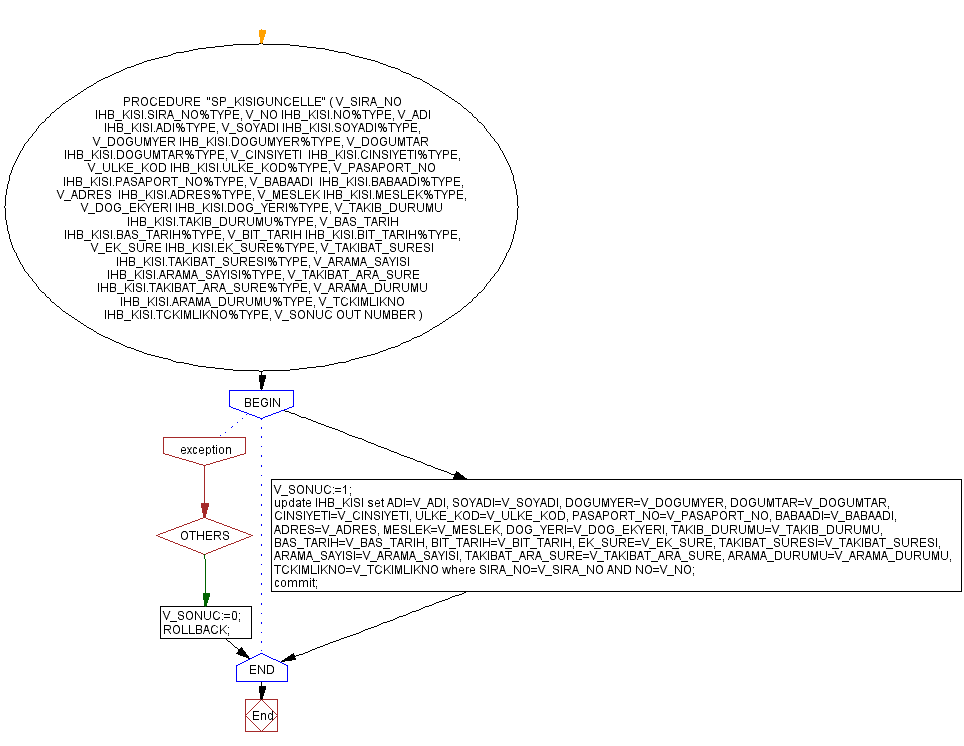 PROCEDURE "SP_KISIGUNCELLE" ( V_SIRA_NO
IHB_KISI.SIRA_NO%TYPE, V_NO IHB_KISI.NO%TYPE, V_ADI
IHB_KISI.ADI%TYPE, V_SOYADI IHB_KISI.SOYADI%TYPE,
V_DOGUMYER IHB_KISI.DOGUMYER%TYPE, V_DOGUMTAR
IHB_KISI.DOGUMTAR%TYPE, V_CINSIYETI IHB_KISI.CINSIYETI%TYPE,
V_ULKE_KOD IHB_KISI.ULKE_KOD%TYPE, V_PASAPORT_NO
IHB_KISI.PASAPORT_NO%TYPE, V_BABAADI IHB_KISI.BABAADI%TYPE,
V_ADRES IHB_KISI.ADRES%TYPE, V_MESLEK IHB_KISI.MESLEK%TYPE,
V_DOG_EKYERI IHB_KISI.DOG_YERI%TYPE, V_TAKIB_DURUMU
IHB_KISI.TAKIB_DURUMU%TYPE, V_BAS_TARIH
IHB_KISI.BAS_TARIH%TYPE, V_BIT_TARIH IHB_KISI.BIT_TARIH%TYPE,
V_EK_SURE IHB_KISI.EK_SURE%TYPE, V_TAKIBAT_SURESI
IHB_KISI.TAKIBAT_SURESI%TYPE, V_ARAMA_SAYISI
IHB_KISI.ARAMA_SAYISI%TYPE, V_TAKIBAT_ARA_SURE
IHB_KISI.TAKIBAT_ARA_SURE%TYPE, V_ARAMA_DURUMU
IHB_KISI.ARAMA_DURUMU%TYPE, V_TCKIMLIKNO
IHB_KISI.TCKIMLIKNO%TYPE, V_SONUC OUT NUMBER )
BEGIN
exception
V_SONUC:=1;
update IHB_KISI set ADI=V_ADI, SOYADI=V_SOYADI, DOGUMYER=V_DOGUMYER, DOGUMTAR=V_DOGUMTAR,
CINSIYETI=V_CINSIYETI, ULKE_KOD=V_ULKE_KOD, PASAPORT_NO=V_PASAPORT_NO, BABAADI=V_BABAADI,
ADRES=V_ADRES, MESLEK=V_MESLEK, DOG_YERI=V_DOG_EKYERI, TAKIB_DURUMU=V_TAKIB_DURUMU,
BAS_TARIH=V_BAS_TARIH, BIT_TARIH=V_BIT_TARIH, EK_SURE=V_EK_SURE, TAKIBAT_SURESI=V_TAKIBAT_SURESI,
ARAMA_SAYISI=V_ARAMA_SAYISI, TAKIBAT_ARA_SURE=V_TAKIBAT_ARA_SURE, ARAMA_DURUMU=V_ARAMA_DURUMU,
TCKIMLIKNO=V_TCKIMLIKNO where SIRA_NO=V_SIRA_NO AND NO=V_NO;
commit;
OTHERS
V_SONUC:=0;
ROLLBACK;
END
End